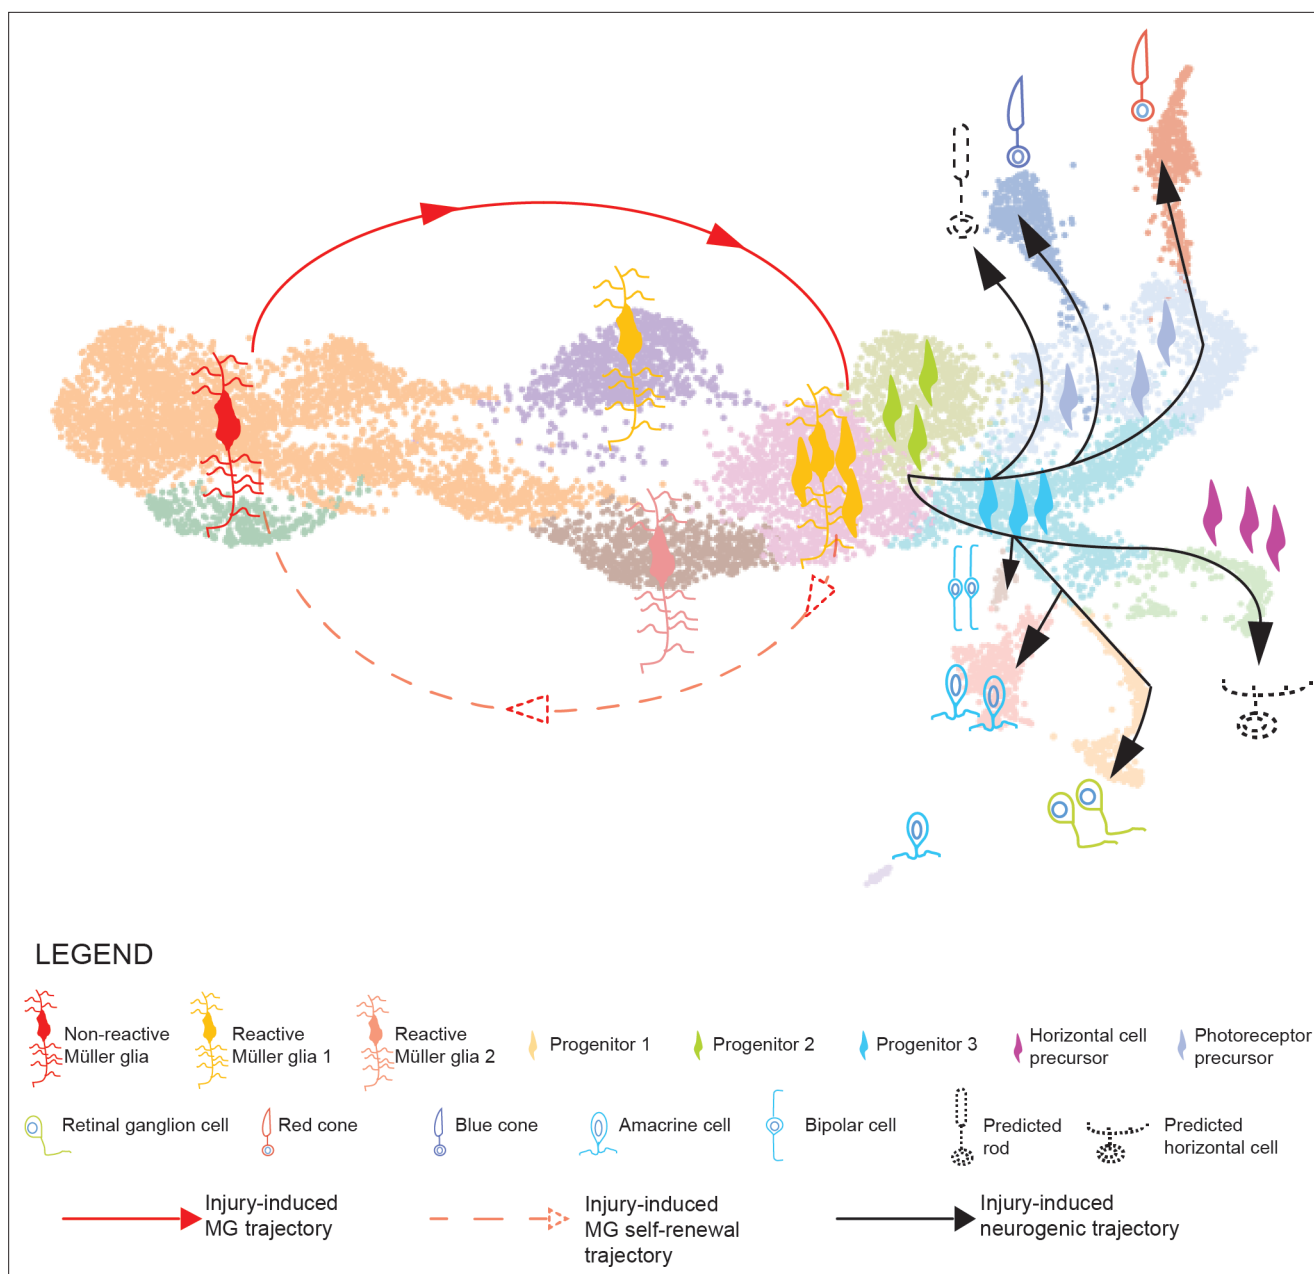 LEGEND
Non-reactive
Müller glia
Reactive
Müller glia 1
Reactive
Müller glia 2
Progenitor 1
Progenitor 2
Progenitor 3
Horizontal cell
precursor
Photoreceptor
precursor
Retinal ganglion cell
Red cone
Blue cone
Amacrine cell
Bipolar cell
Predicted
rod
Predicted
horizontal cell
Injury-induced
MG trajectory
Injury-induced
MG self-renewal
trajectory
Injury-induced
neurogenic trajectory